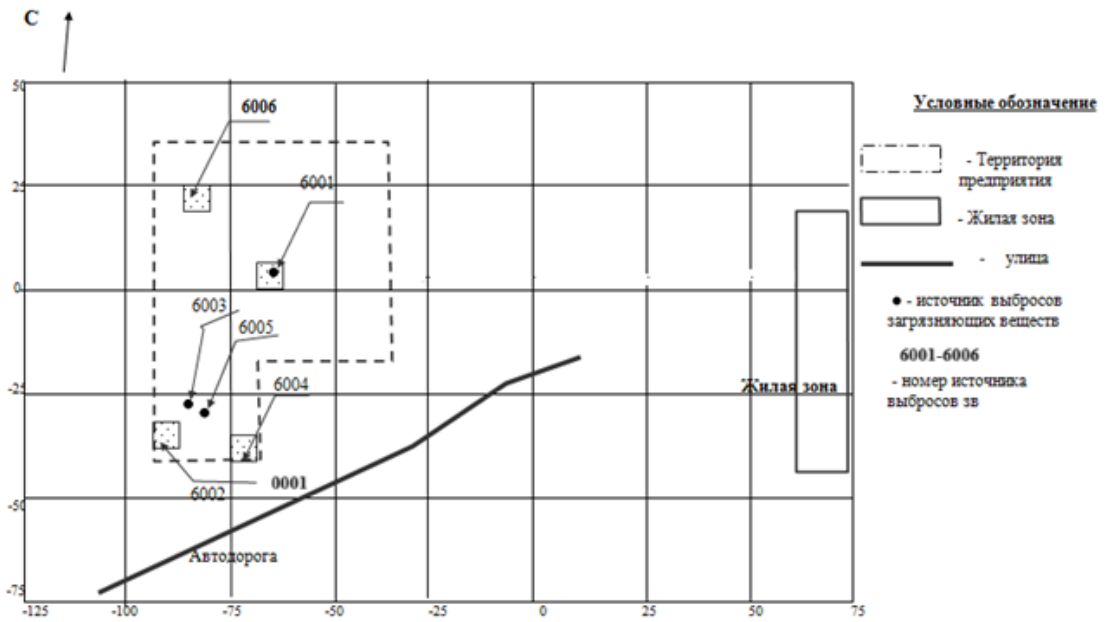 С
50
6006
Условные обозначение
- Территория
предприятия
25
6001
- Жилая зона
- улица
0
6003
6005
- источник выбросов
загрязняющих веществ
6001-6006
- номер источника
выбросов зв
-25
6004
Жилая зона
6002
0001
-50
Автодорога
-75
-125
-100
-75
-50
-25
0
25
50
75